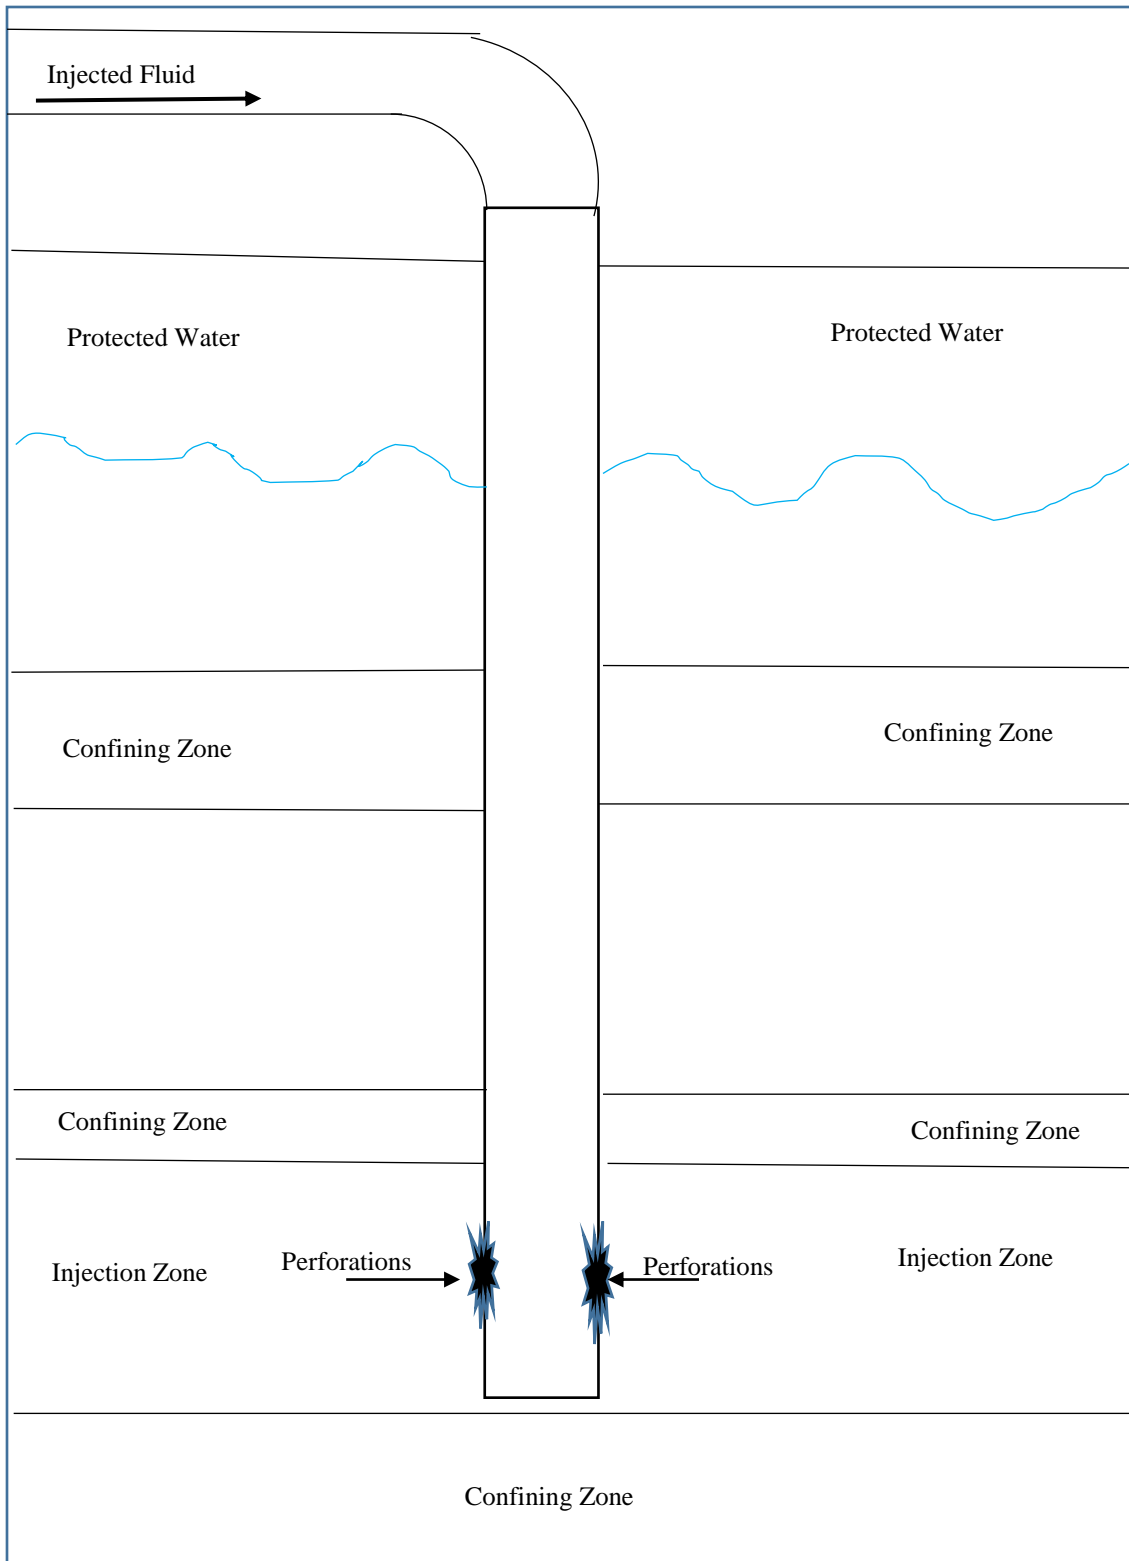 Injected Fluid
Protected Water
Protected Water
Confining Zone
Confining Zone
Confining Zone
Confining Zone
Injection Zone
Perforations
Perforations
Injection Zone
Confining Zone